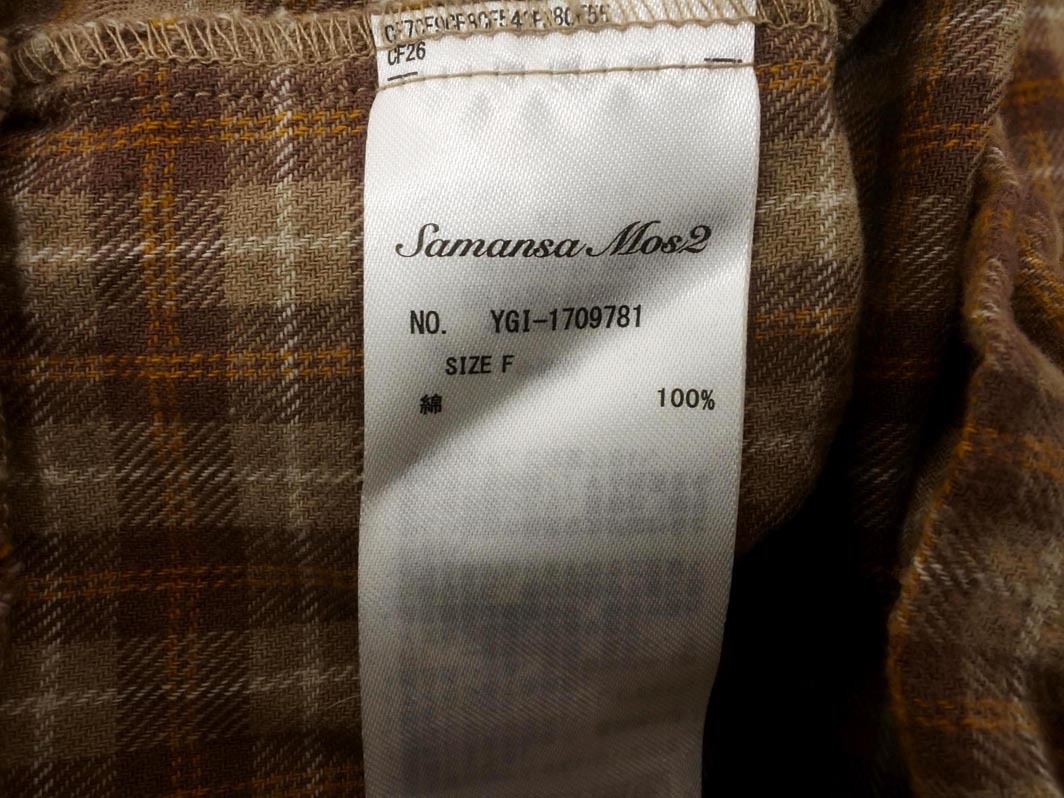 CF26
Samansa Mos2
NO. YGI-1709781
SIZE F
綿 100%